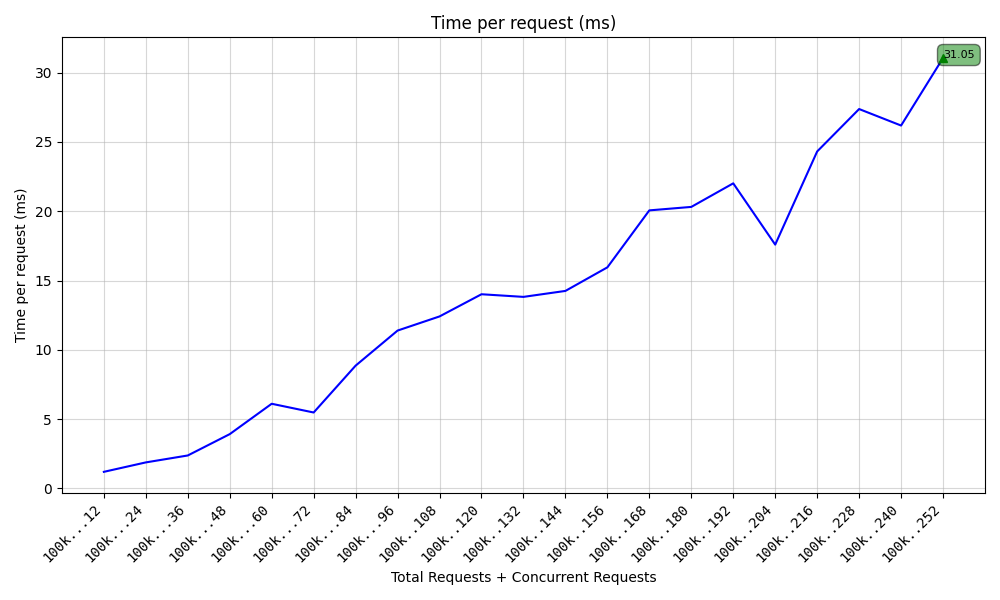 Time per request (ms)
31.05
30
25
20
15
10
5
0
Time per request (ms)
100k...12
100k...24
100k...36
100k...48
100k...60
100k...72
100k...84
100k...96
100k..108
100k..120
100k..132
100k..144
100k..156
100k..168
100k..180
100k..192
100k..204
100k..216
100k..228
100k..240
100k..252
Total Requests + Concurrent Requests